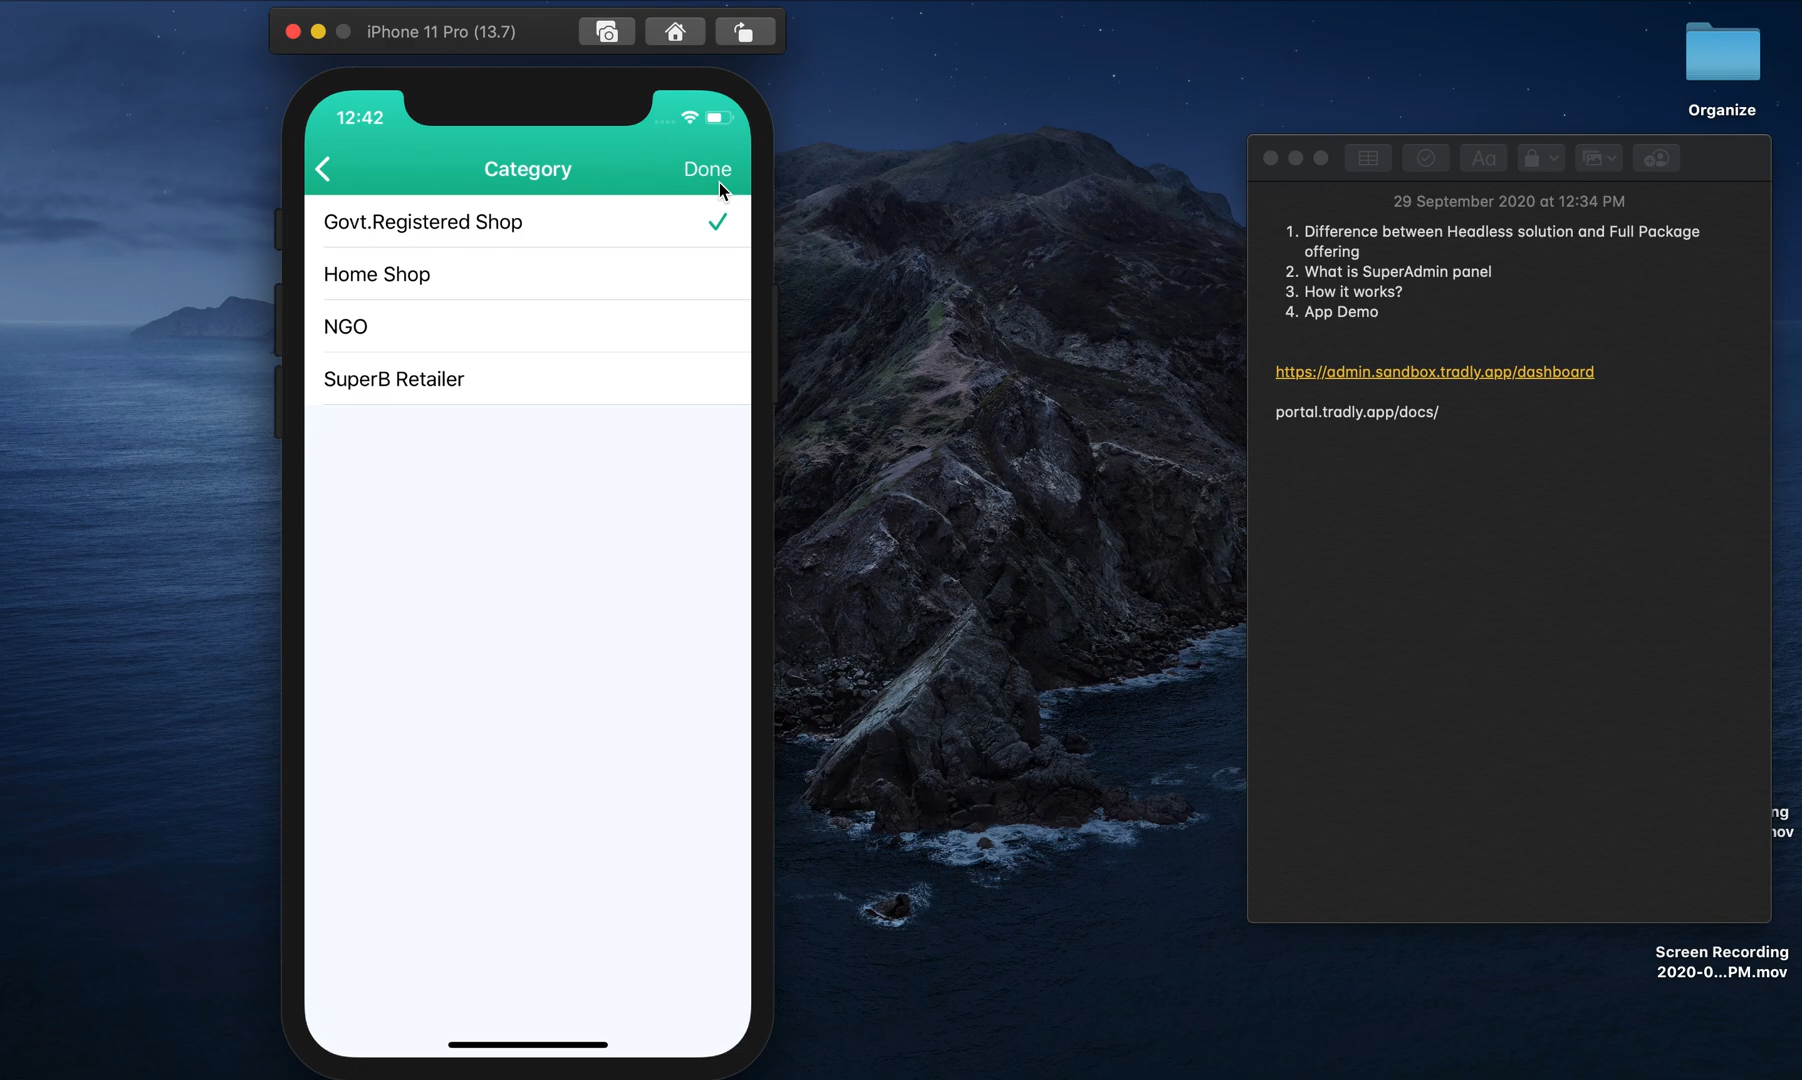 iPhone 11 Pro (13.7)
12:42
Category
Done
Govt.Registered Shop
Home Shop
NGO
SuperB Retailer
Organize
Aa
29 September 2020 at 12:34 PM
1. Difference between Headless solution and Full Package
offering
2. What is SuperAdmin panel
3. How it works?
4. App Demo
https://admin.sandbox.tradly.app/dashboard
portal.tradly.app/docs/
ng
nov
Screen Recording
2020-0...PM.mov